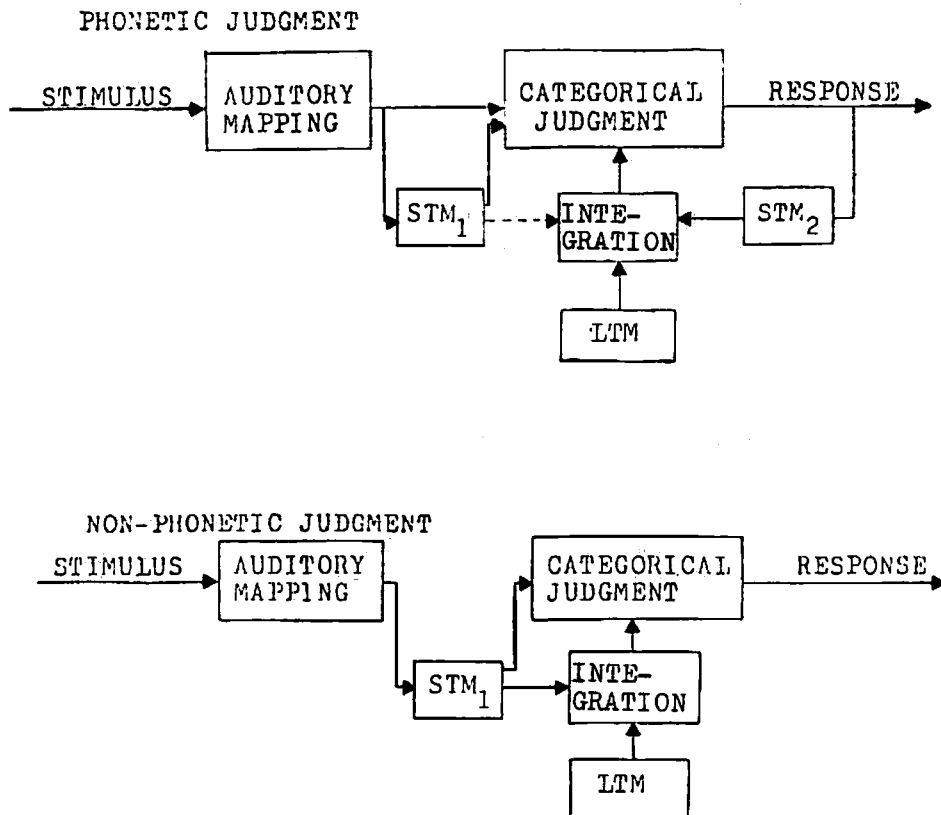 PHONETIC JUDGMENT
STIMULUS
AUDITORY
MAPPING
CATEGORICAL
JUDGMENT
RESPONSE
STM1
INTE-
GRATION
STM2
LTM
NON-PHONETIC JUDGMENT
STIMULUS
AUDITORY
MAPPING
CATEGORICAL
JUDGMENT
RESPONSE
STM1
INTE-
GRATION
LTM